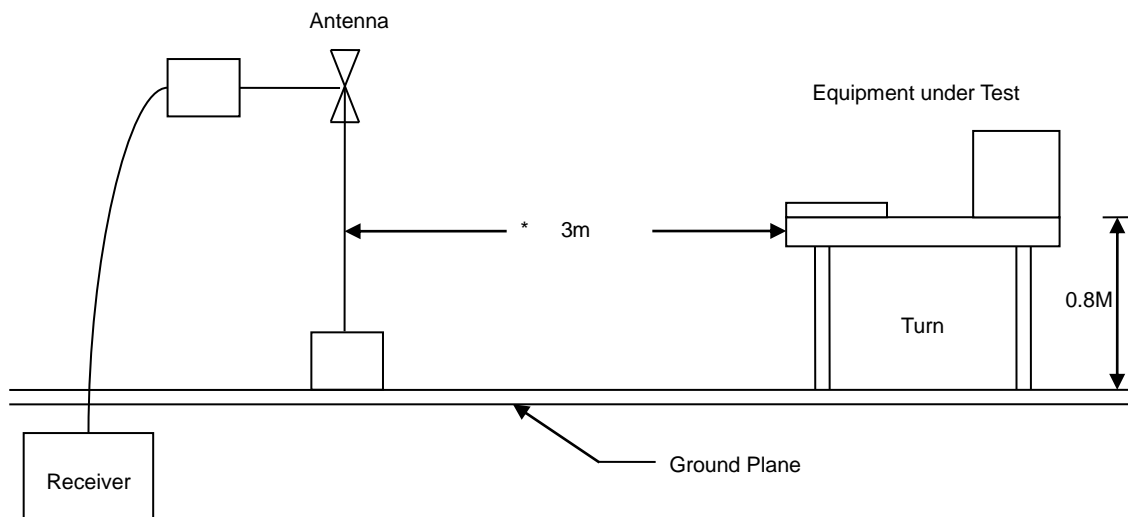 Antenna
Equipment under Test
* 3m
0.8M
Turn
Ground Plane
Receiver